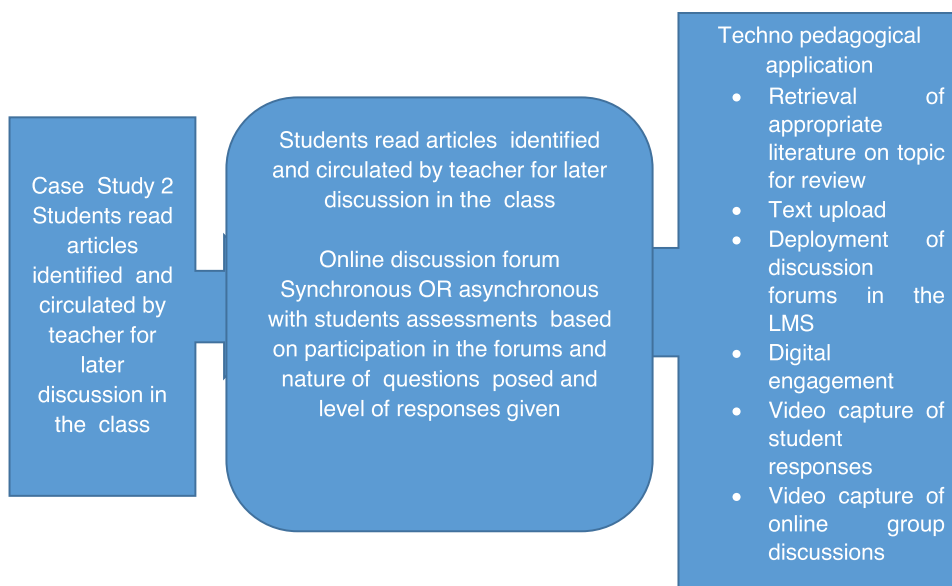 Case Study 2
Students read
articles
identified and
circulated by
teacher for
later
discussion in
the class
Students read articles identified
and circulated by teacher for later
discussion in the class
Online discussion forum
Synchronous OR asynchronous
with students assessments based
on participation in the forums and
nature of questions posed and
level of responses given
Techno pedagogical
application
• Retrieval of
appropriate
literature on topic
for review
• Text upload
• Deployment of
discussion
forums in the
LMS
• Digital
engagement
• Video capture of
student
responses
• Video capture of
online group
discussions